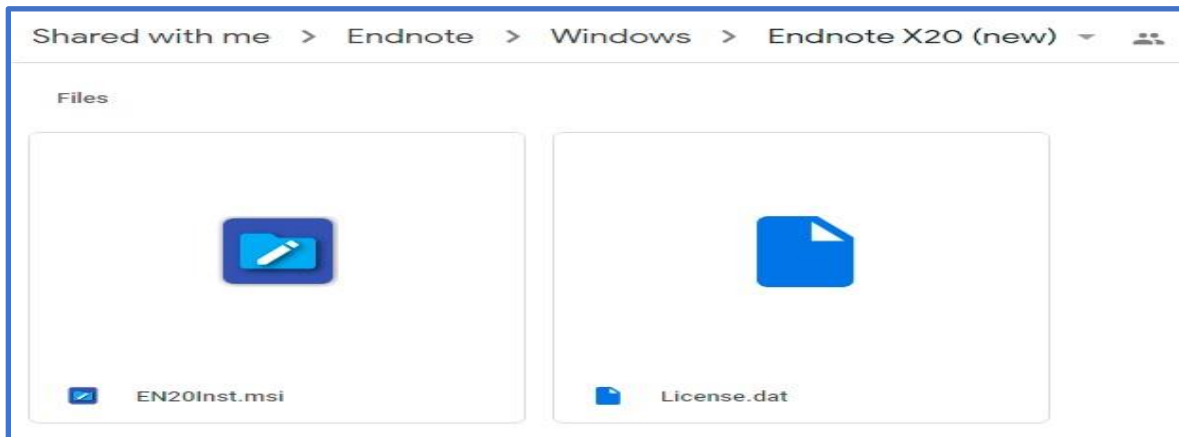 Shared with me > Endnote > Windows > Endnote X20 (new)
Files
EN20Inst.msi
License.dat